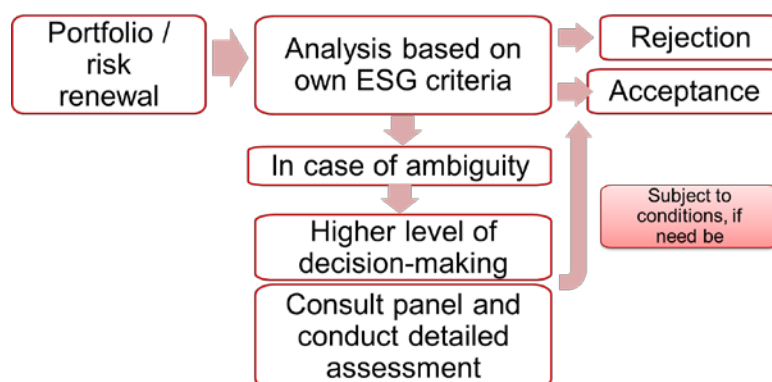 Portfolio /
risk
renewal
Analysis based on
own ESG criteria
Rejection
Acceptance
In case of ambiguity
Higher level of
decision-making
Consult panel and
conduct detailed
assessment
Subject to
conditions, if
need be